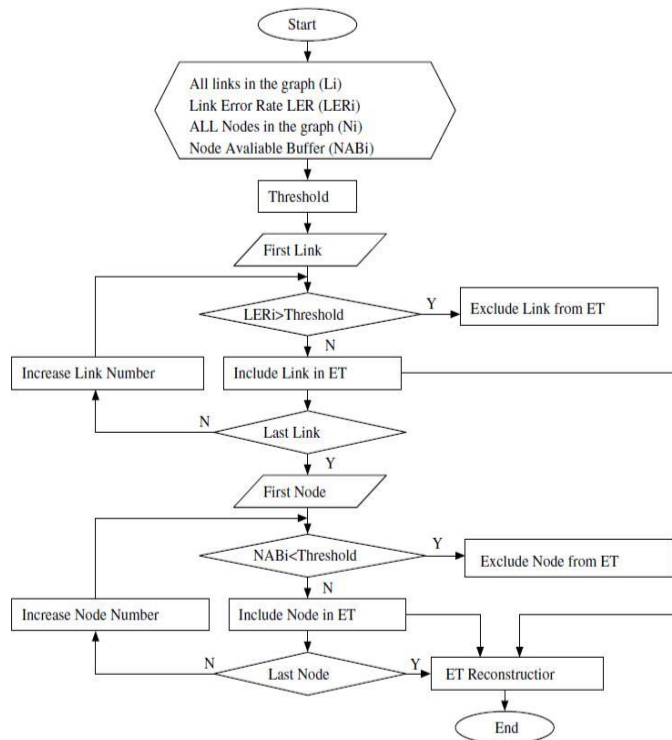 Start
All links in the graph (Li)
Link Error Rate LER (LERi)
ALL Nodes in the graph (Ni)
Node Avaliable Buffer (NABi)
Threshold
First Link
LERi>Threshold
Y
Exclude Link from ET
N
Increase Link Number
Include Link in ET
N
Last Link
Y
First Node
NABi<Threshold
Y
Exclude Node from ET
N
Increase Node Number
Include Node in ET
N
Last Node
Y
ET Reconstructior
End